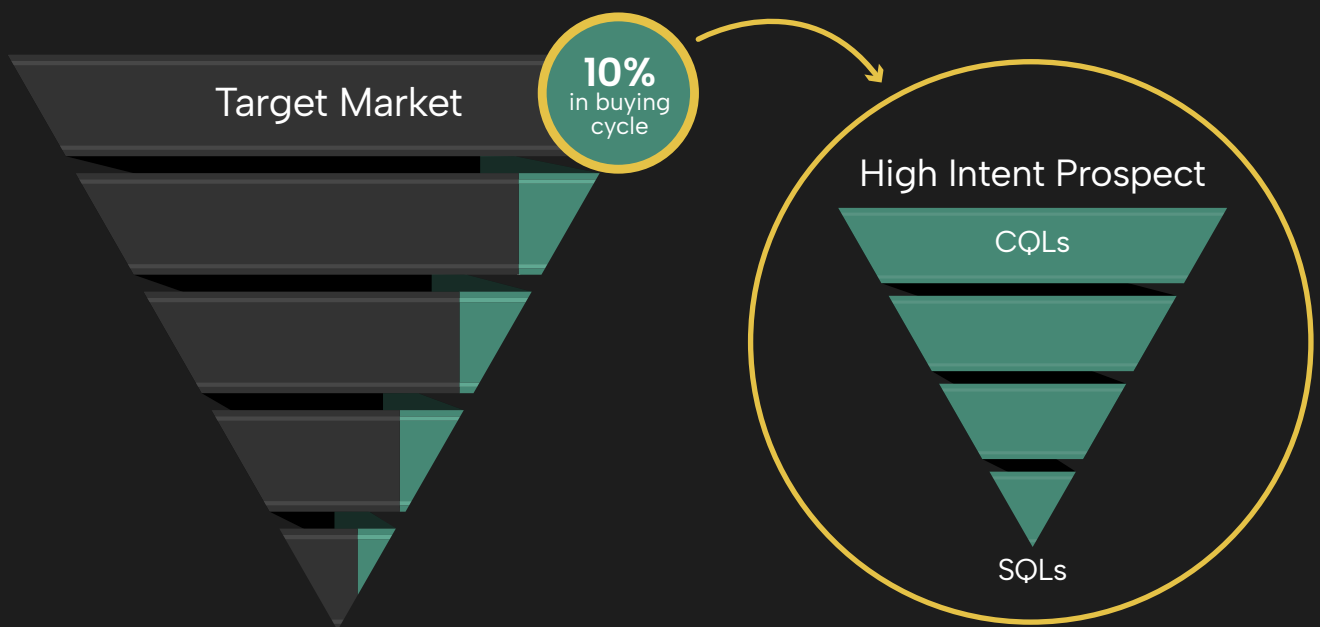 Target Market
10%
in buying
cycle
High Intent Prospect
CQLs
SQLs